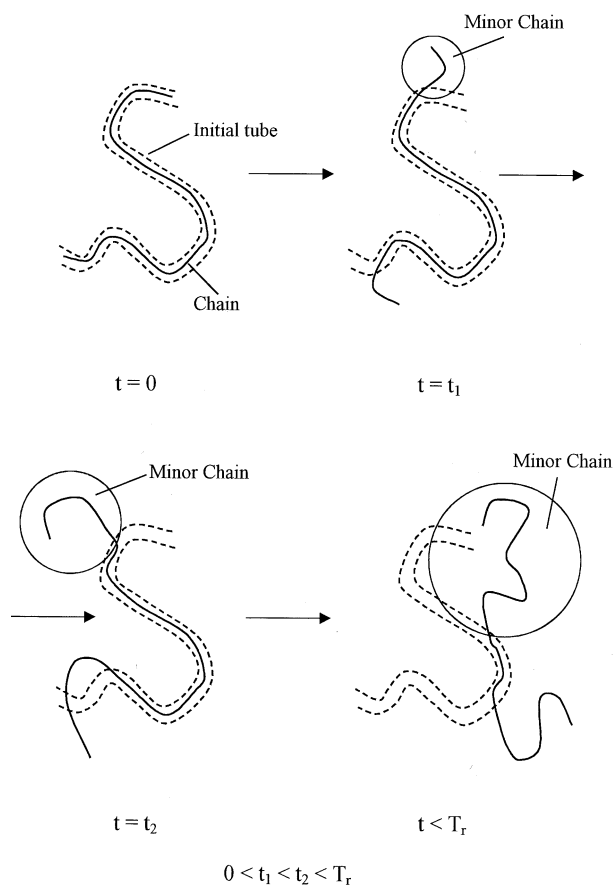 Minor Chain
Initial tube
Chain
t = 0
t = t₁
Minor Chain
Minor Chain
t = t₂
t < Tᵣ
0 < t₁ < t₂ < Tᵣ